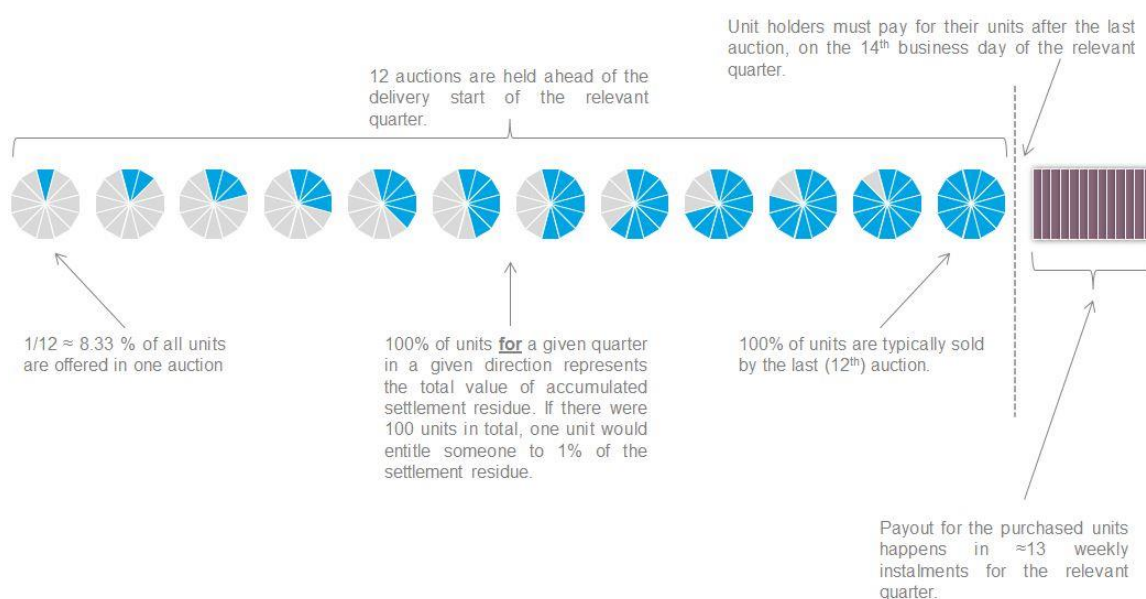 Unit holders must pay for their units after the last
auction, on the 14th business day of the relevant
quarter.
12 auctions are held ahead of the
delivery start of the relevant
quarter.
1/12 ≈ 8.33 % of all units
are offered in one auction
100% of units for a given quarter
in a given direction represents
the total value of accumulated
settlement residue. If there were
100 units in total, one unit would
entitle someone to 1% of the
settlement residue.
100% of units are typically sold
by the last (12th) auction.
Payout for the purchased units
happens in ≈13 weekly
instalments for the relevant
quarter.